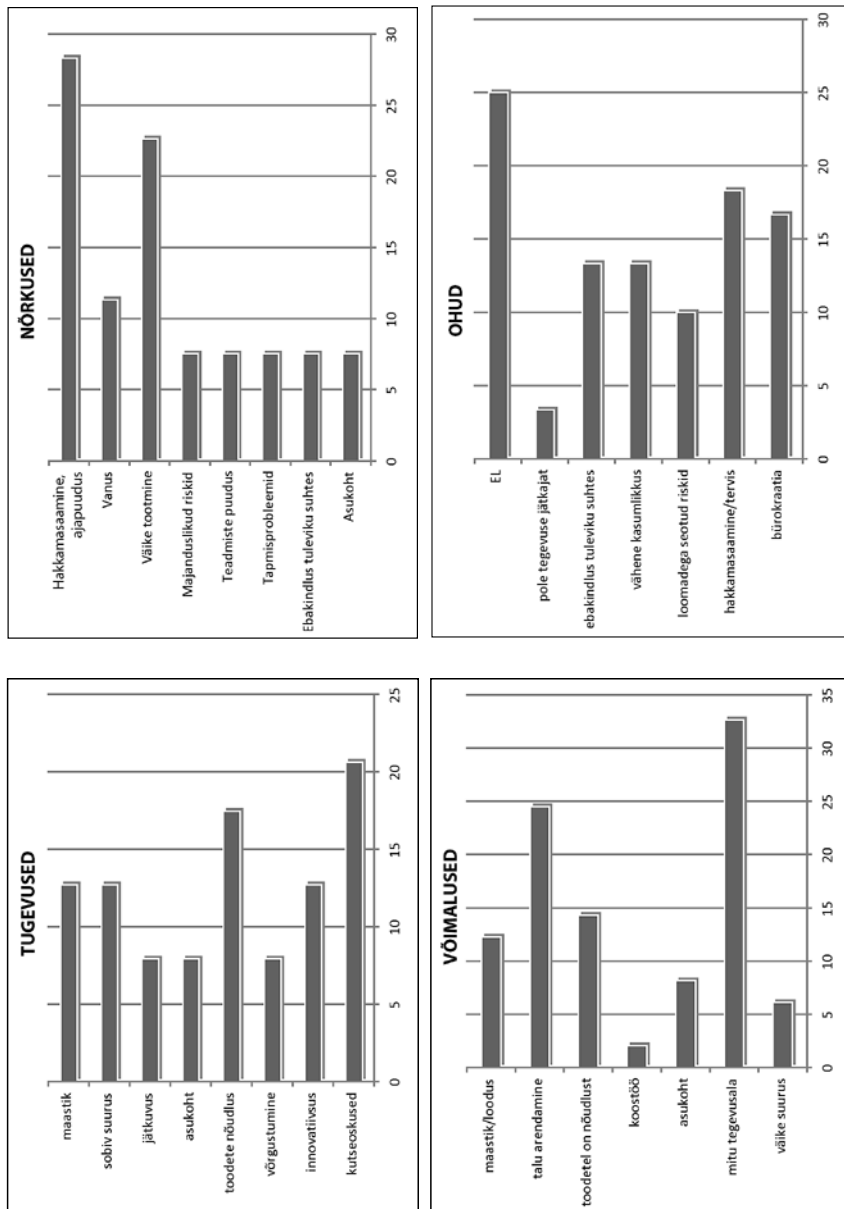 TUGEVUSED
maastik
sobiv suurus
jätkuvus
asukoht
toodete nõudlus
võrgustumine
innovatiivsus
kutseoskused
0 5 10 15 20 25
NÕRKUSED
Hakkamasaamine,
ajapuudus
Vanus
Väike tootmine
Majanduslikud riskid
Teadmiste puudus
Tapmisprobleemid
Ebakindlus tuleviku suhtes
Asukoht
0 5 10 15 20 25 30
VÕIMALUSED
maastik/loodus
talu arendamine
toodetel on nõudlust
koostöö
asukoht
mitu tegevusala
väike suurus
0 5 10 15 20 25 30 35
OHUD
EL
pole tegevuse jätkajat
ebakindlus tuleviku suhtes
vähene kasumlikkus
loomadega seotud riskid
hakkamasaamine/tervis
bürokraatia
0 5 10 15 20 25 30